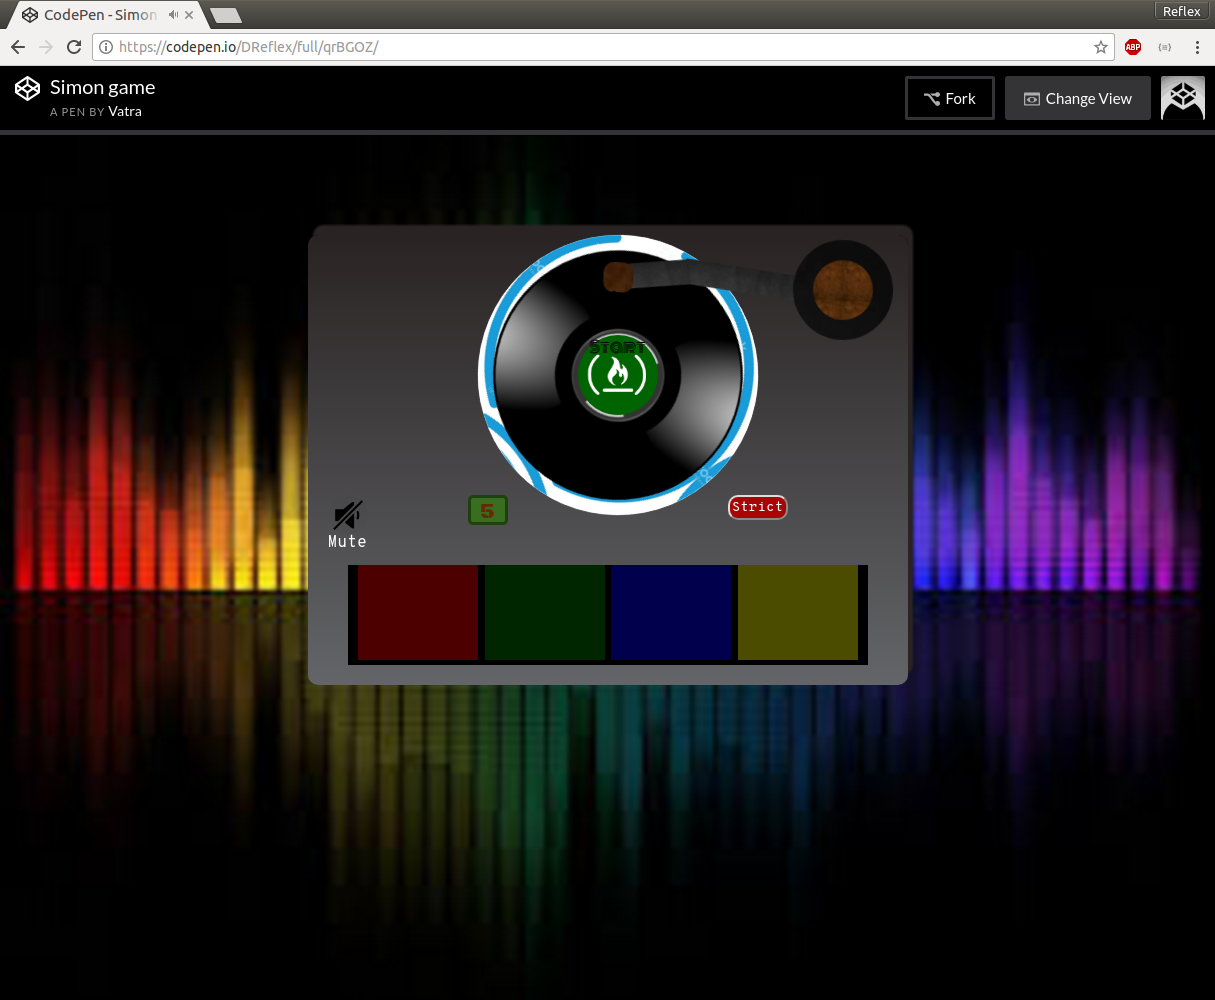 CodePen - Simon
Reflex
https://codepen.io/DReflex/full/qrBGOZ/
ABP
Simon game
A PEN BY Vatra
Fork
Change View
START
5
Strict
Mute